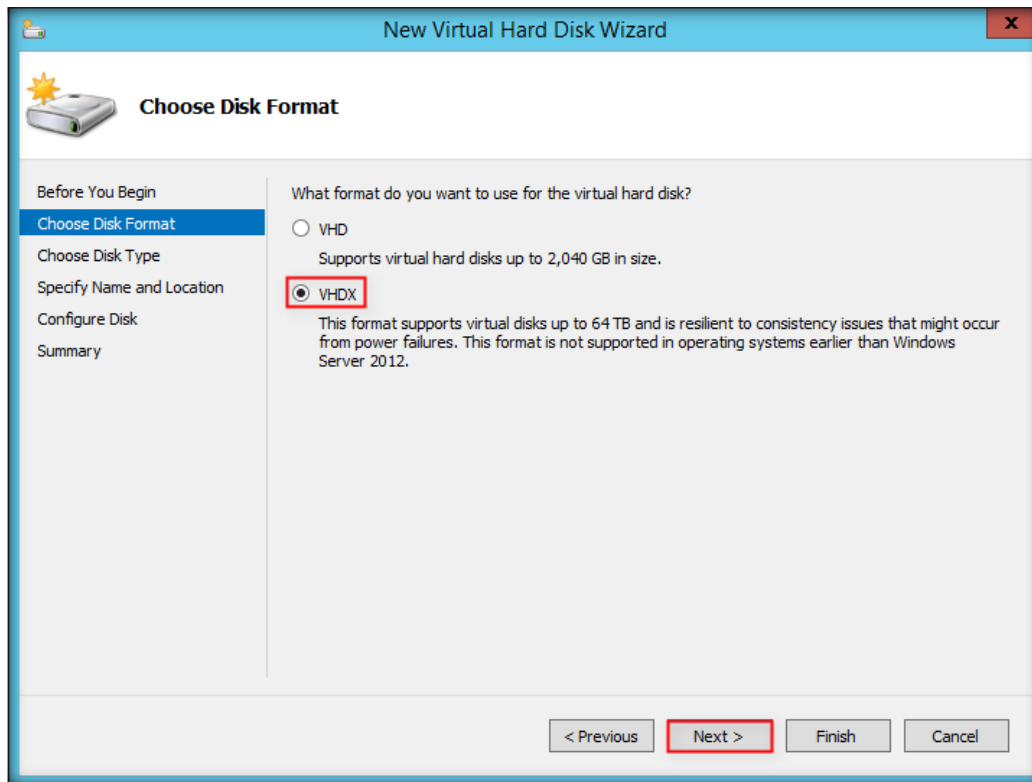 New Virtual Hard Disk Wizard
x
Choose Disk Format
Before You Begin
Choose Disk Format
Choose Disk Type
Specify Name and Location
Configure Disk
Summary
What format do you want to use for the virtual hard disk?
VHD
Supports virtual hard disks up to 2,040 GB in size.
VHDX
This format supports virtual disks up to 64 TB and is resilient to consistency issues that might occur
from power failures. This format is not supported in operating systems earlier than Windows
Server 2012.
< Previous
Next >
Finish
Cancel